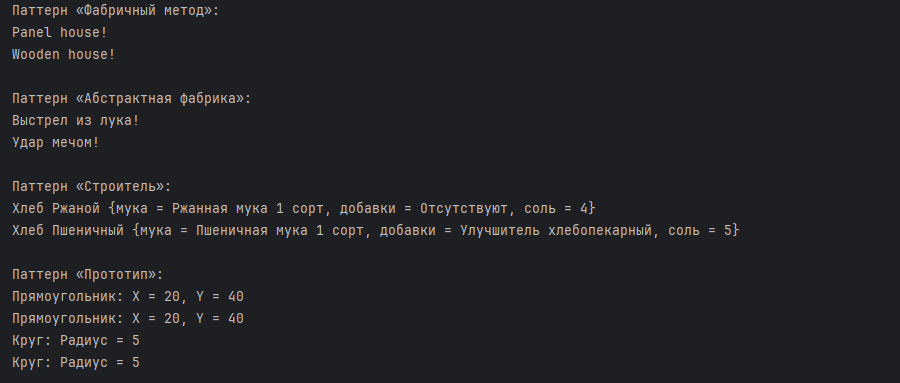 Паттерн «Фабричный метод»:
Panel house!
Wooden house!
Паттерн «Абстрактная фабрика»:
Выстрел из лука!
Удар мечом!
Паттерн «Строитель»:
Хлеб Ржаной {мука = Ржанная мука 1 сорт, добавки = Отсутствуют, соль = 4}
Хлеб Пшеничный {мука = Пшеничная мука 1 сорт, добавки = Улучшитель хлебопекарный, соль = 5}
Паттерн «Прототип»:
Прямоугольник: X = 20, Y = 40
Прямоугольник: X = 20, Y = 40
Круг: Радиус = 5
Круг: Радиус = 5